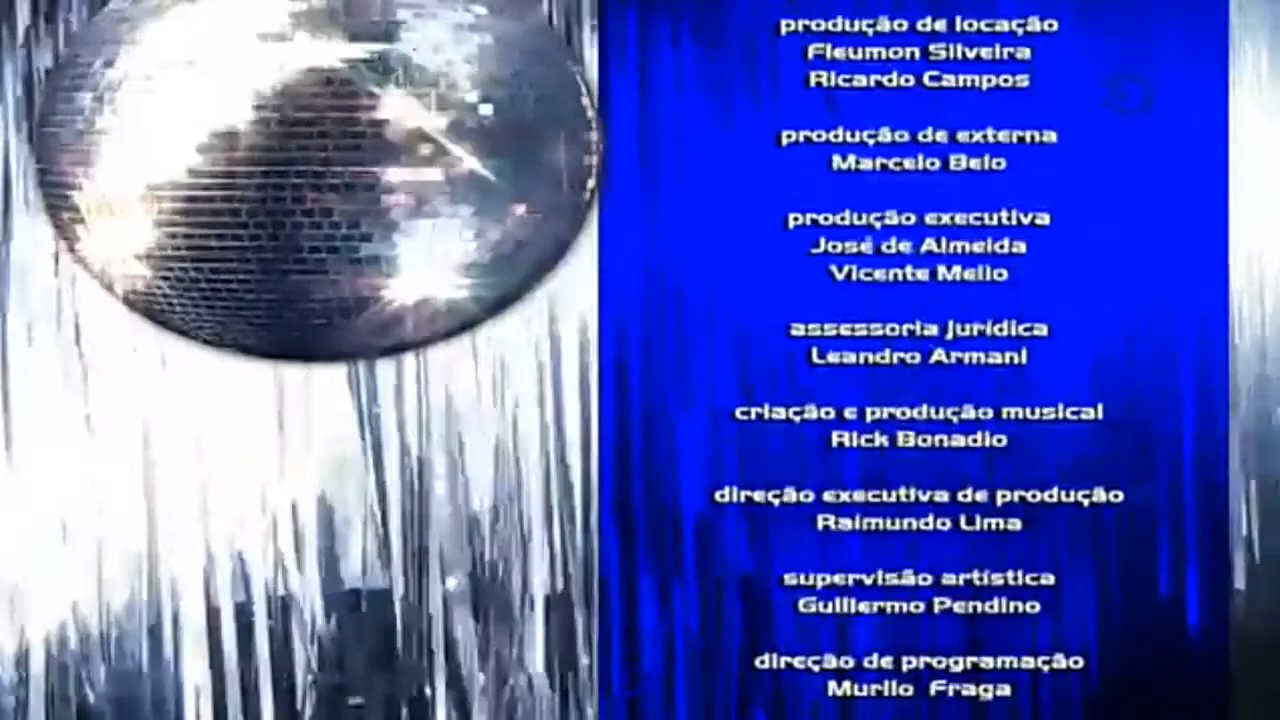 produção de locação
Fleumon Silveira
Ricardo Campos
produção de externa
Marcelo Belo
produção executiva
José de Almeida
Vicente Mello
assessoria jurídica
Leandro Armani
criação e produção musical
Rick Bonadio
direção executiva de produção
Raimundo Lima
supervisão artística
Guillermo Pendino
direção de programação
Murilo Fraga